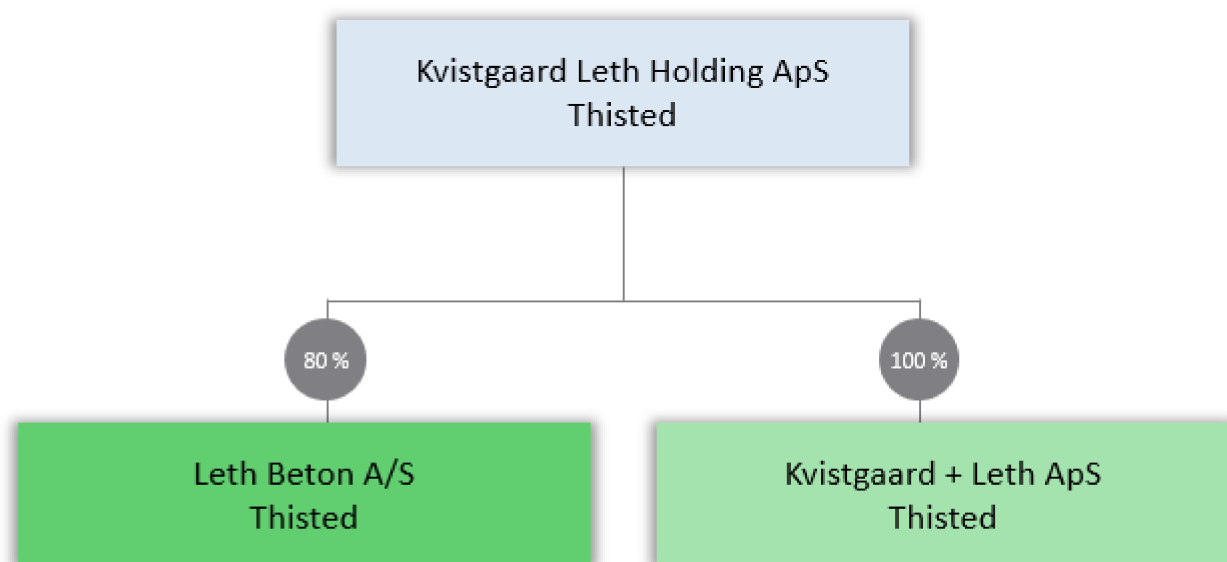 Kvistgaard Leth Holding ApS
Thisted
80 %
100 %
Leth Beton A/S
Thisted
Kvistgaard + Leth ApS
Thisted